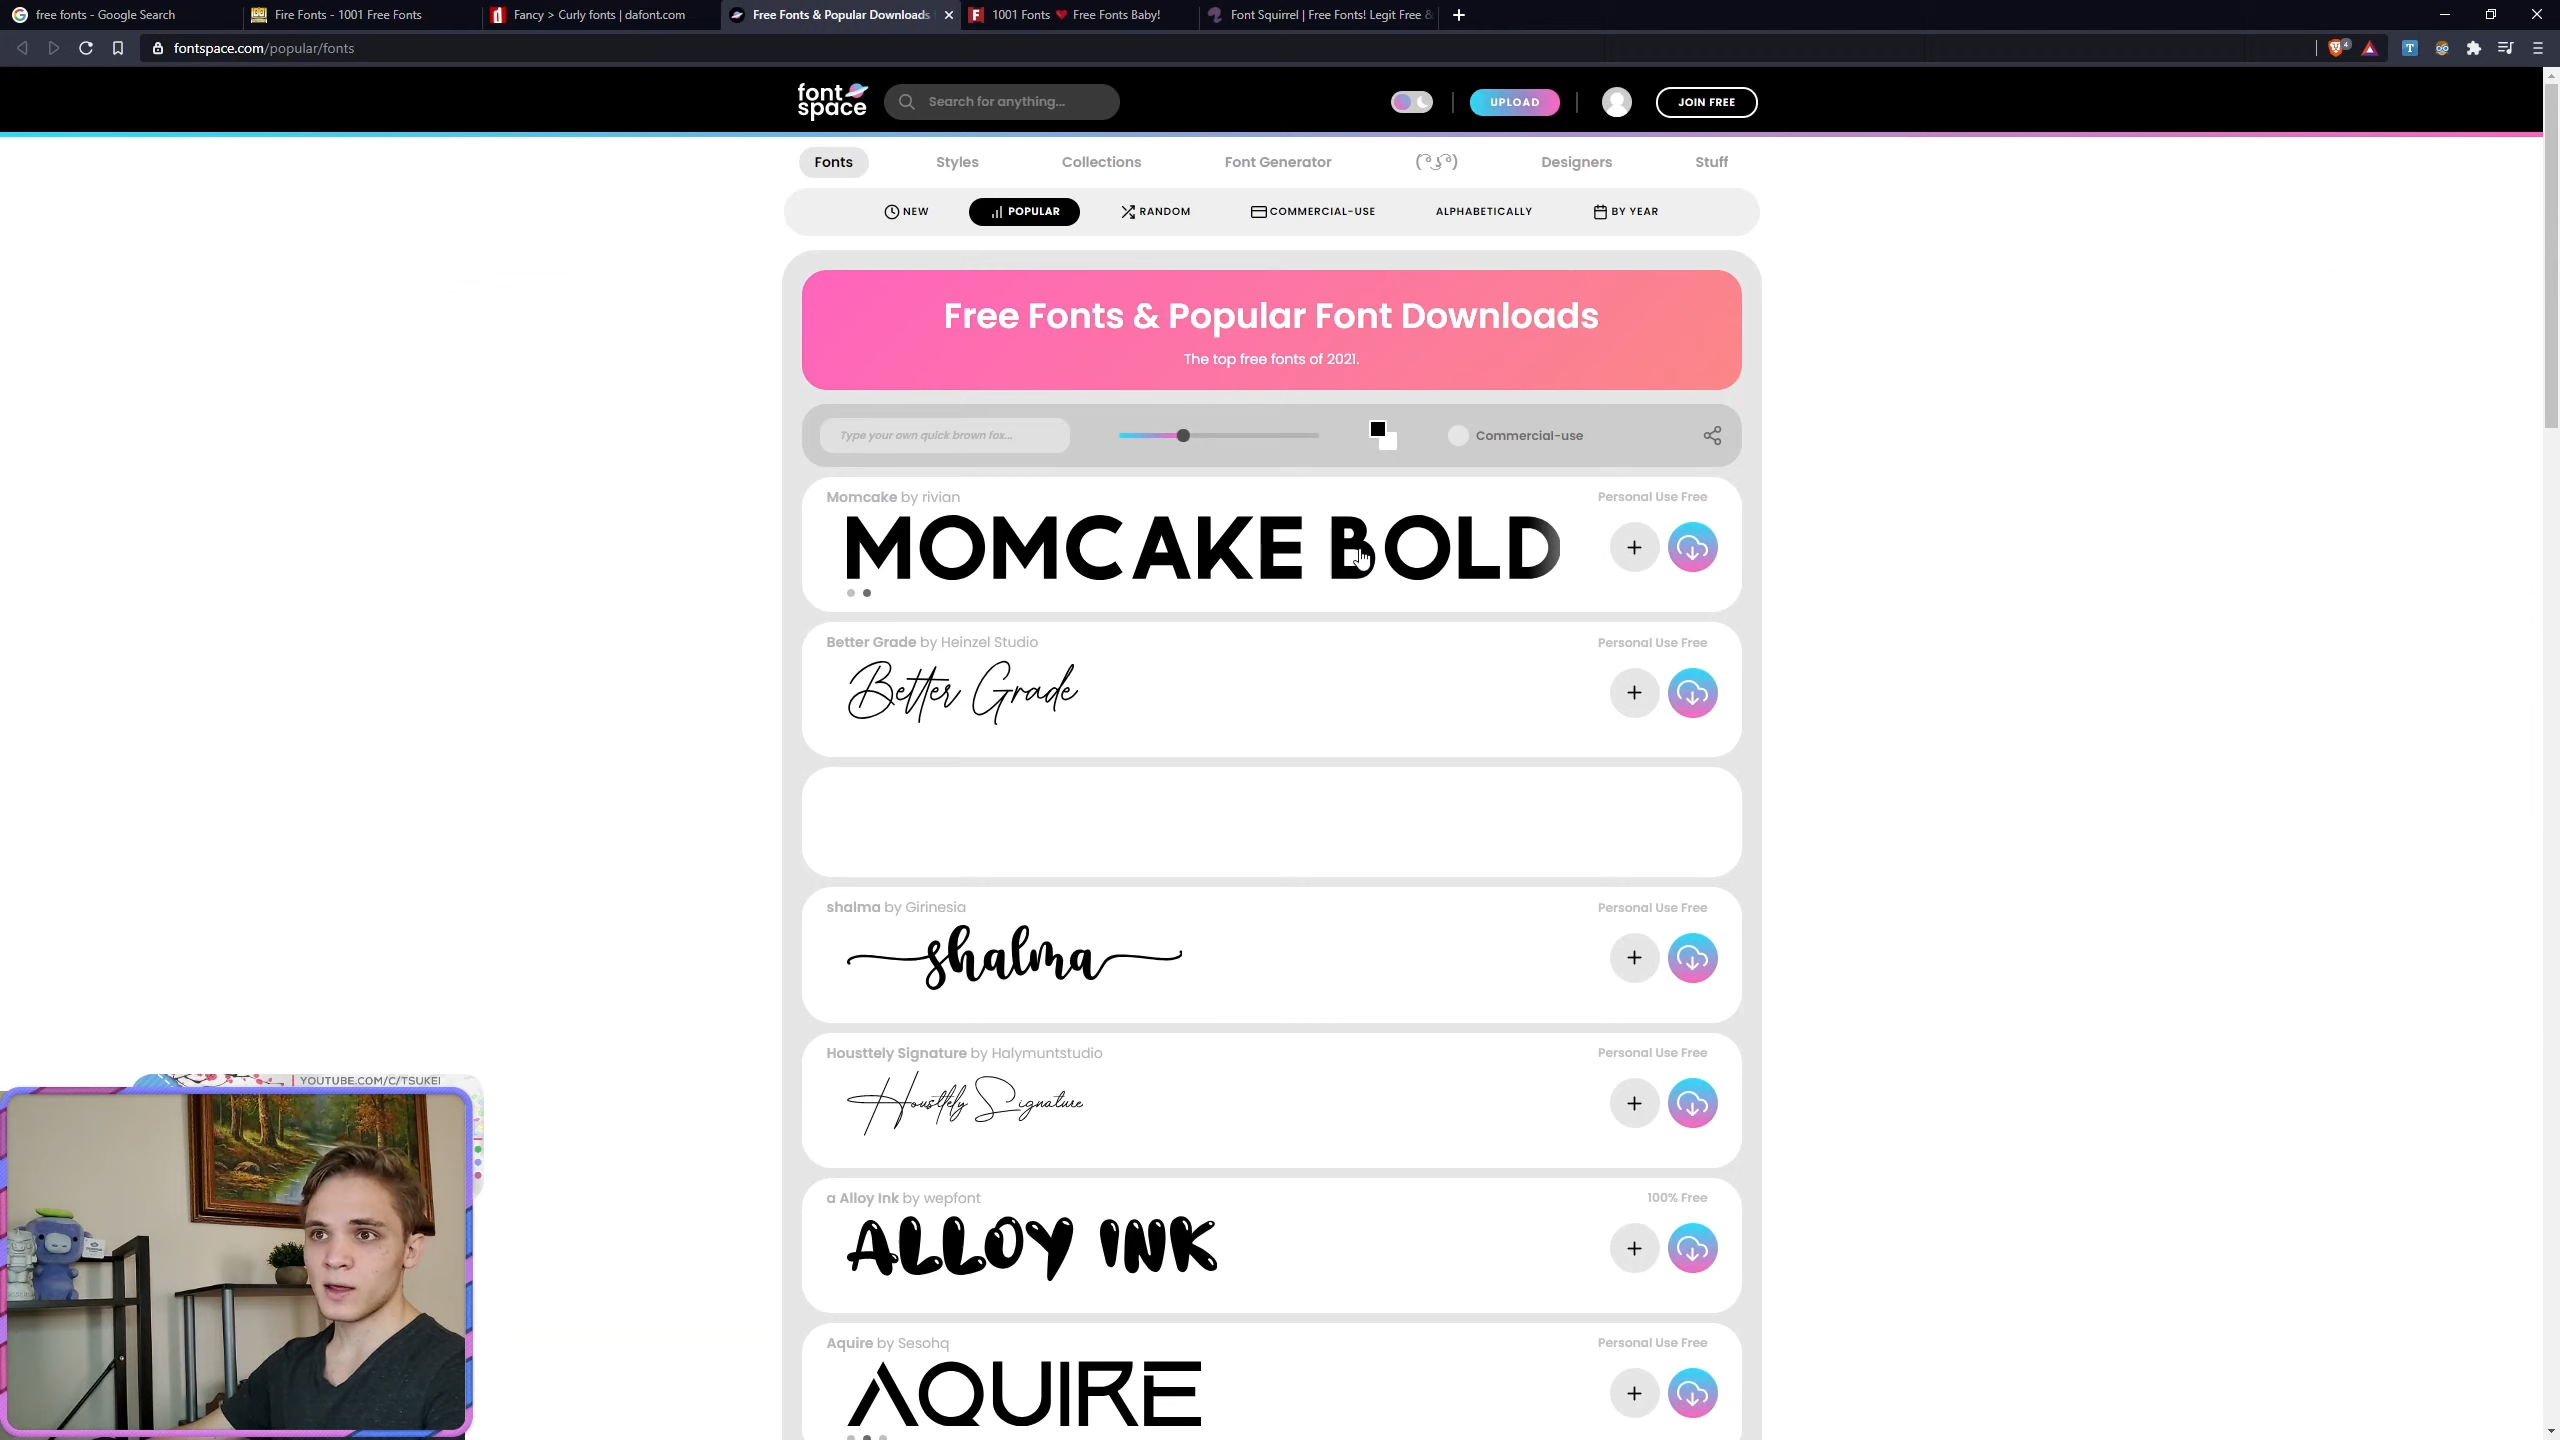 free fonts - Google Search
Fire Fonts - 1001 Free Fonts
Fancy > Curly fonts | dafont.com
Free Fonts & Popular Downloads
1001 Fonts ❤ Free Fonts Baby!
Font Squirrel | Free Fonts! Legit Free &
fontspace.com/popular/fonts
font space
Search for anything...
UPLOAD
JOIN FREE
Fonts
Styles
Collections
Font Generator
( ͡° ͜ʖ ͡°)
Designers
Stuff
NEW
POPULAR
RANDOM
COMMERCIAL-USE
ALPHABETICALLY
BY YEAR
Free Fonts & Popular Font Downloads
The top free fonts of 2021.
Type your own quick brown fox...
Commercial-use
Momcake by rivian
Personal Use Free
MOMCAKE BOLD
Better Grade by Heinzel Studio
Personal Use Free
Better Grade
shalma by Girinesia
Personal Use Free
shalma
Housttely Signature by Halymuntstudio
Personal Use Free
Housttely Signature
a Alloy Ink by wepfont
100% Free
ALLOY INK
Aquire by Sesohq
Personal Use Free
AQUIRE
YOUTUBE.COM/C/TSUKEI